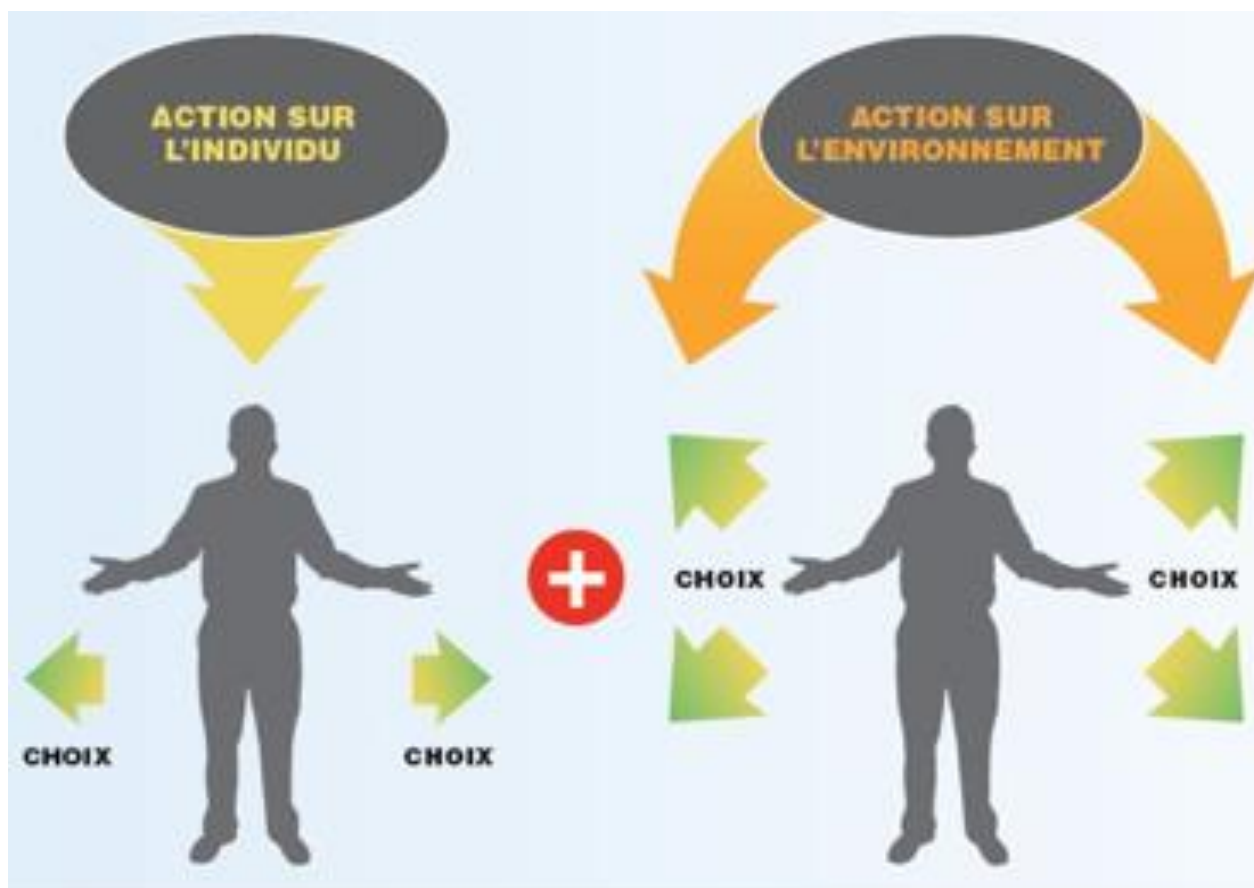 ACTION SUR
L'INDIVIDU
ACTION SUR
L'ENVIRONNEMENT
CHOIX
CHOIX
CHOIX
CHOIX